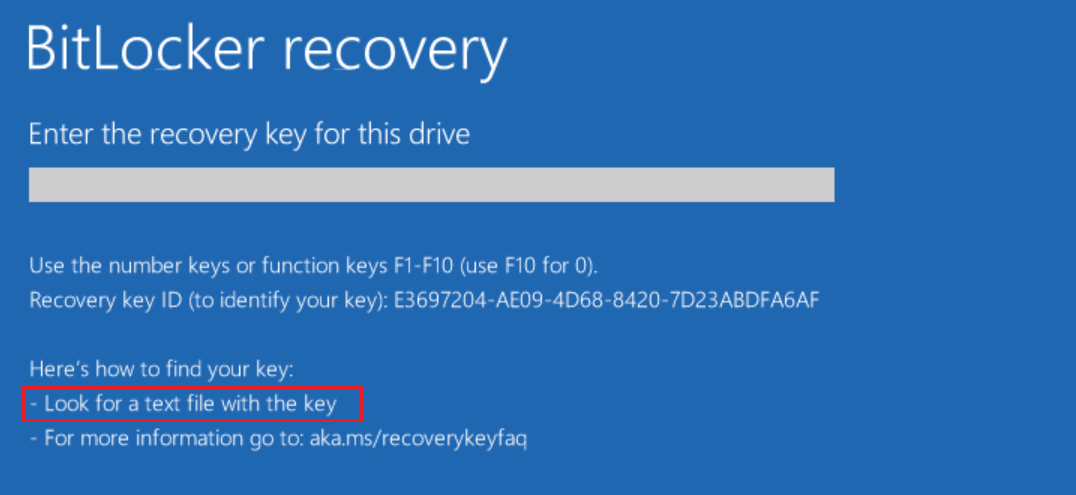 BitLocker recovery
Enter the recovery key for this drive
Use the number keys or function keys F1-F10 (use F10 for 0).
Recovery key ID (to identify your key): E3697204-AE09-4D68-8420-7D23ABDFA6AF
Here's how to find your key:
- Look for a text file with the key
- For more information go to: aka.ms/recoverykeyfaq